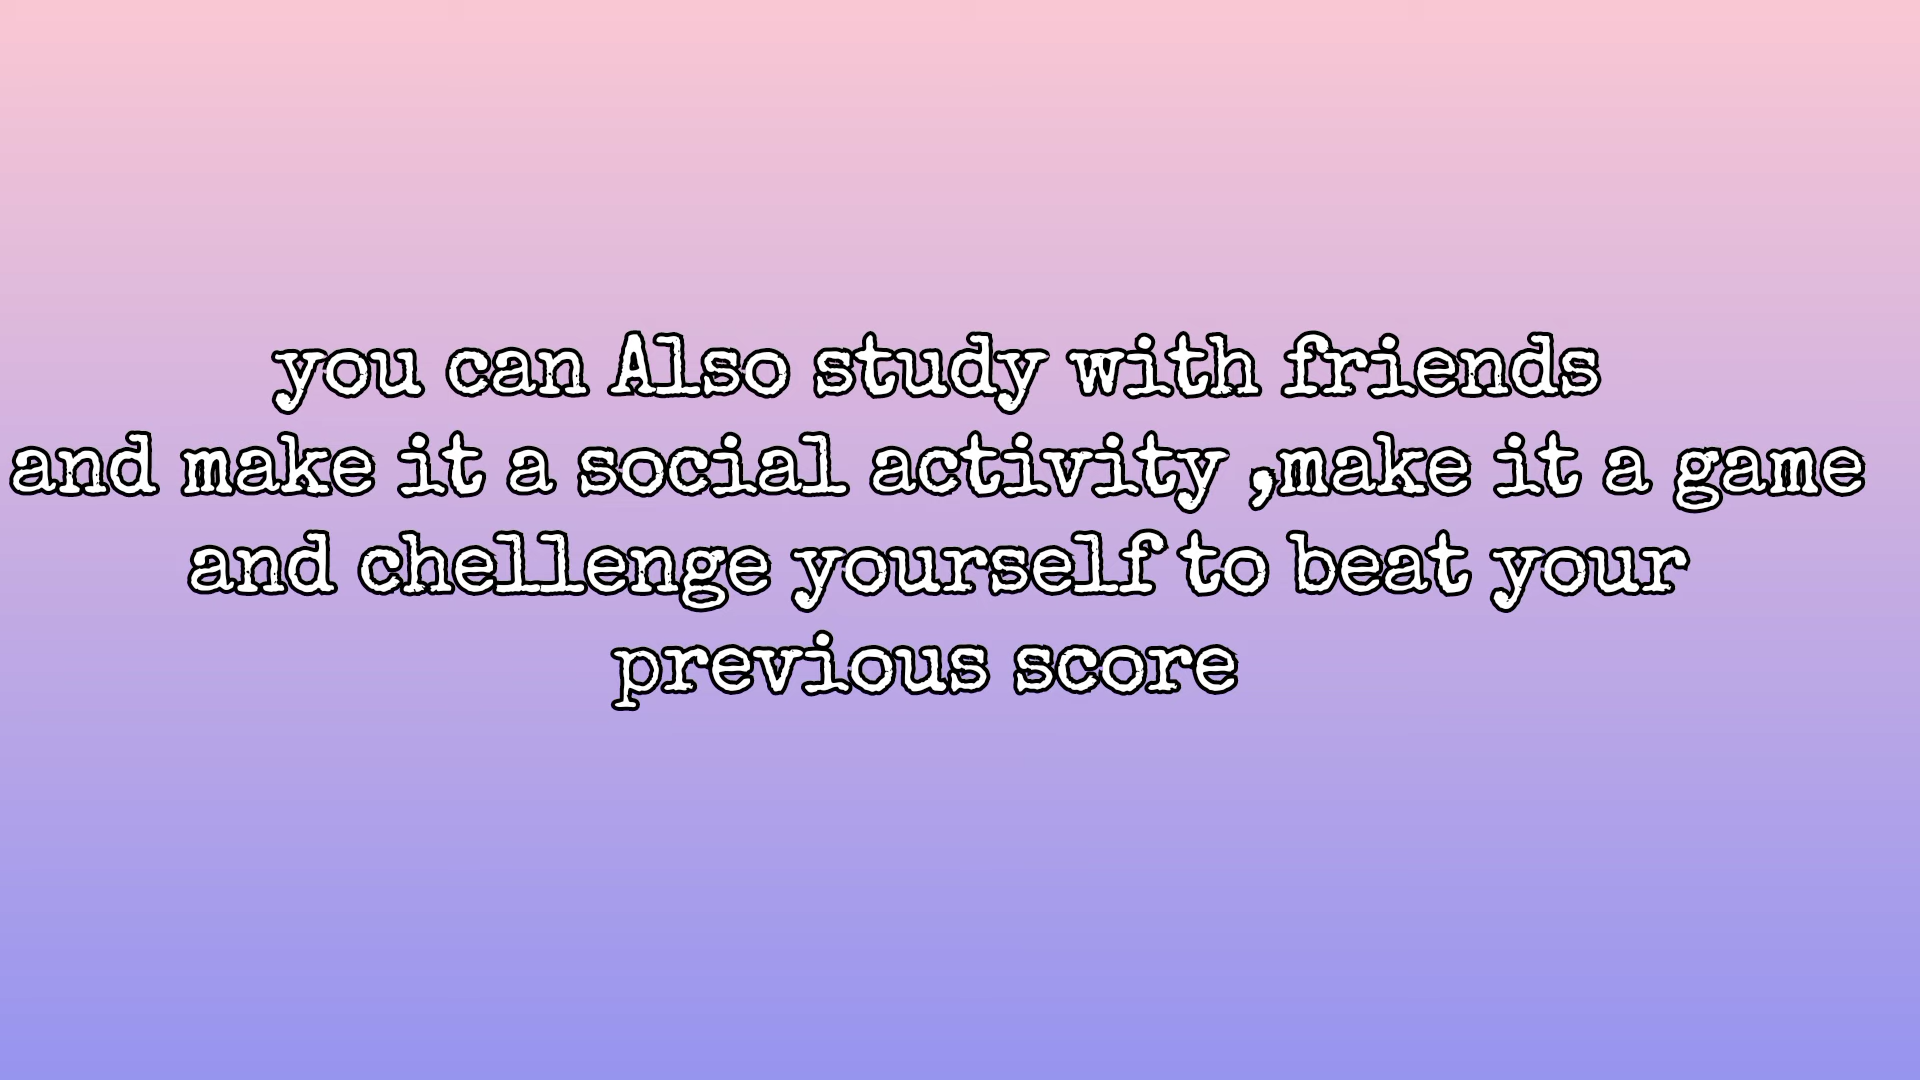 you can Also study with friends
and make it a social activity ,make it a game
and chellenge yourself to beat your
previous score